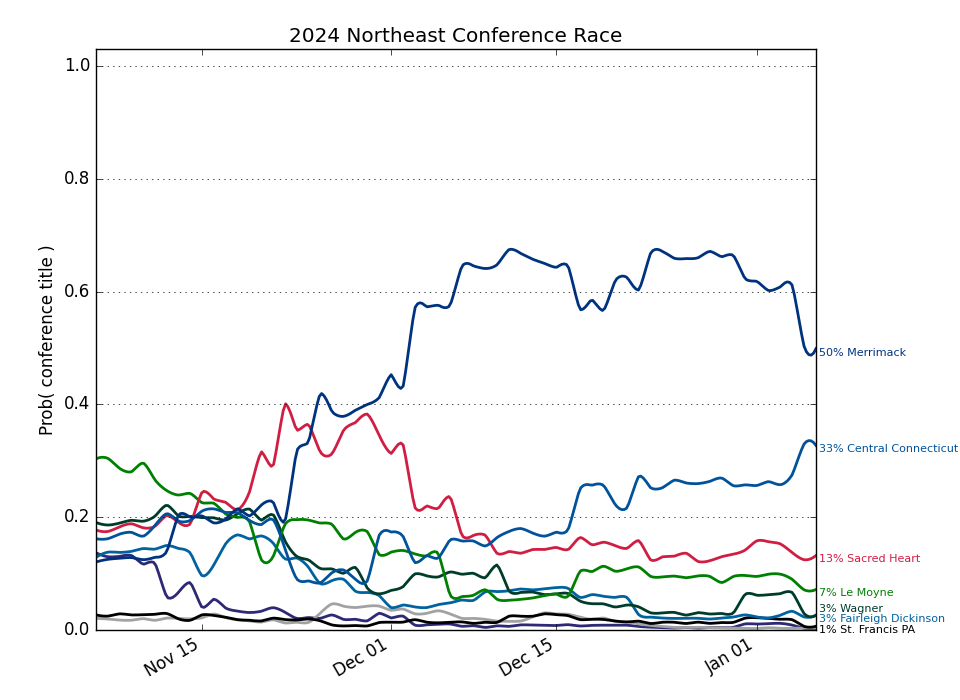 2024 Northeast Conference Race
Prob( conference title )
1.0
0.8
0.6
0.4
0.2
0.0
Nov 15
Dec 01
Dec 15
Jan 01
50% Merrimack
33% Central Connecticut
13% Sacred Heart
7% Le Moyne
3% Wagner
3% Fairleigh Dickinson
1% St. Francis PA